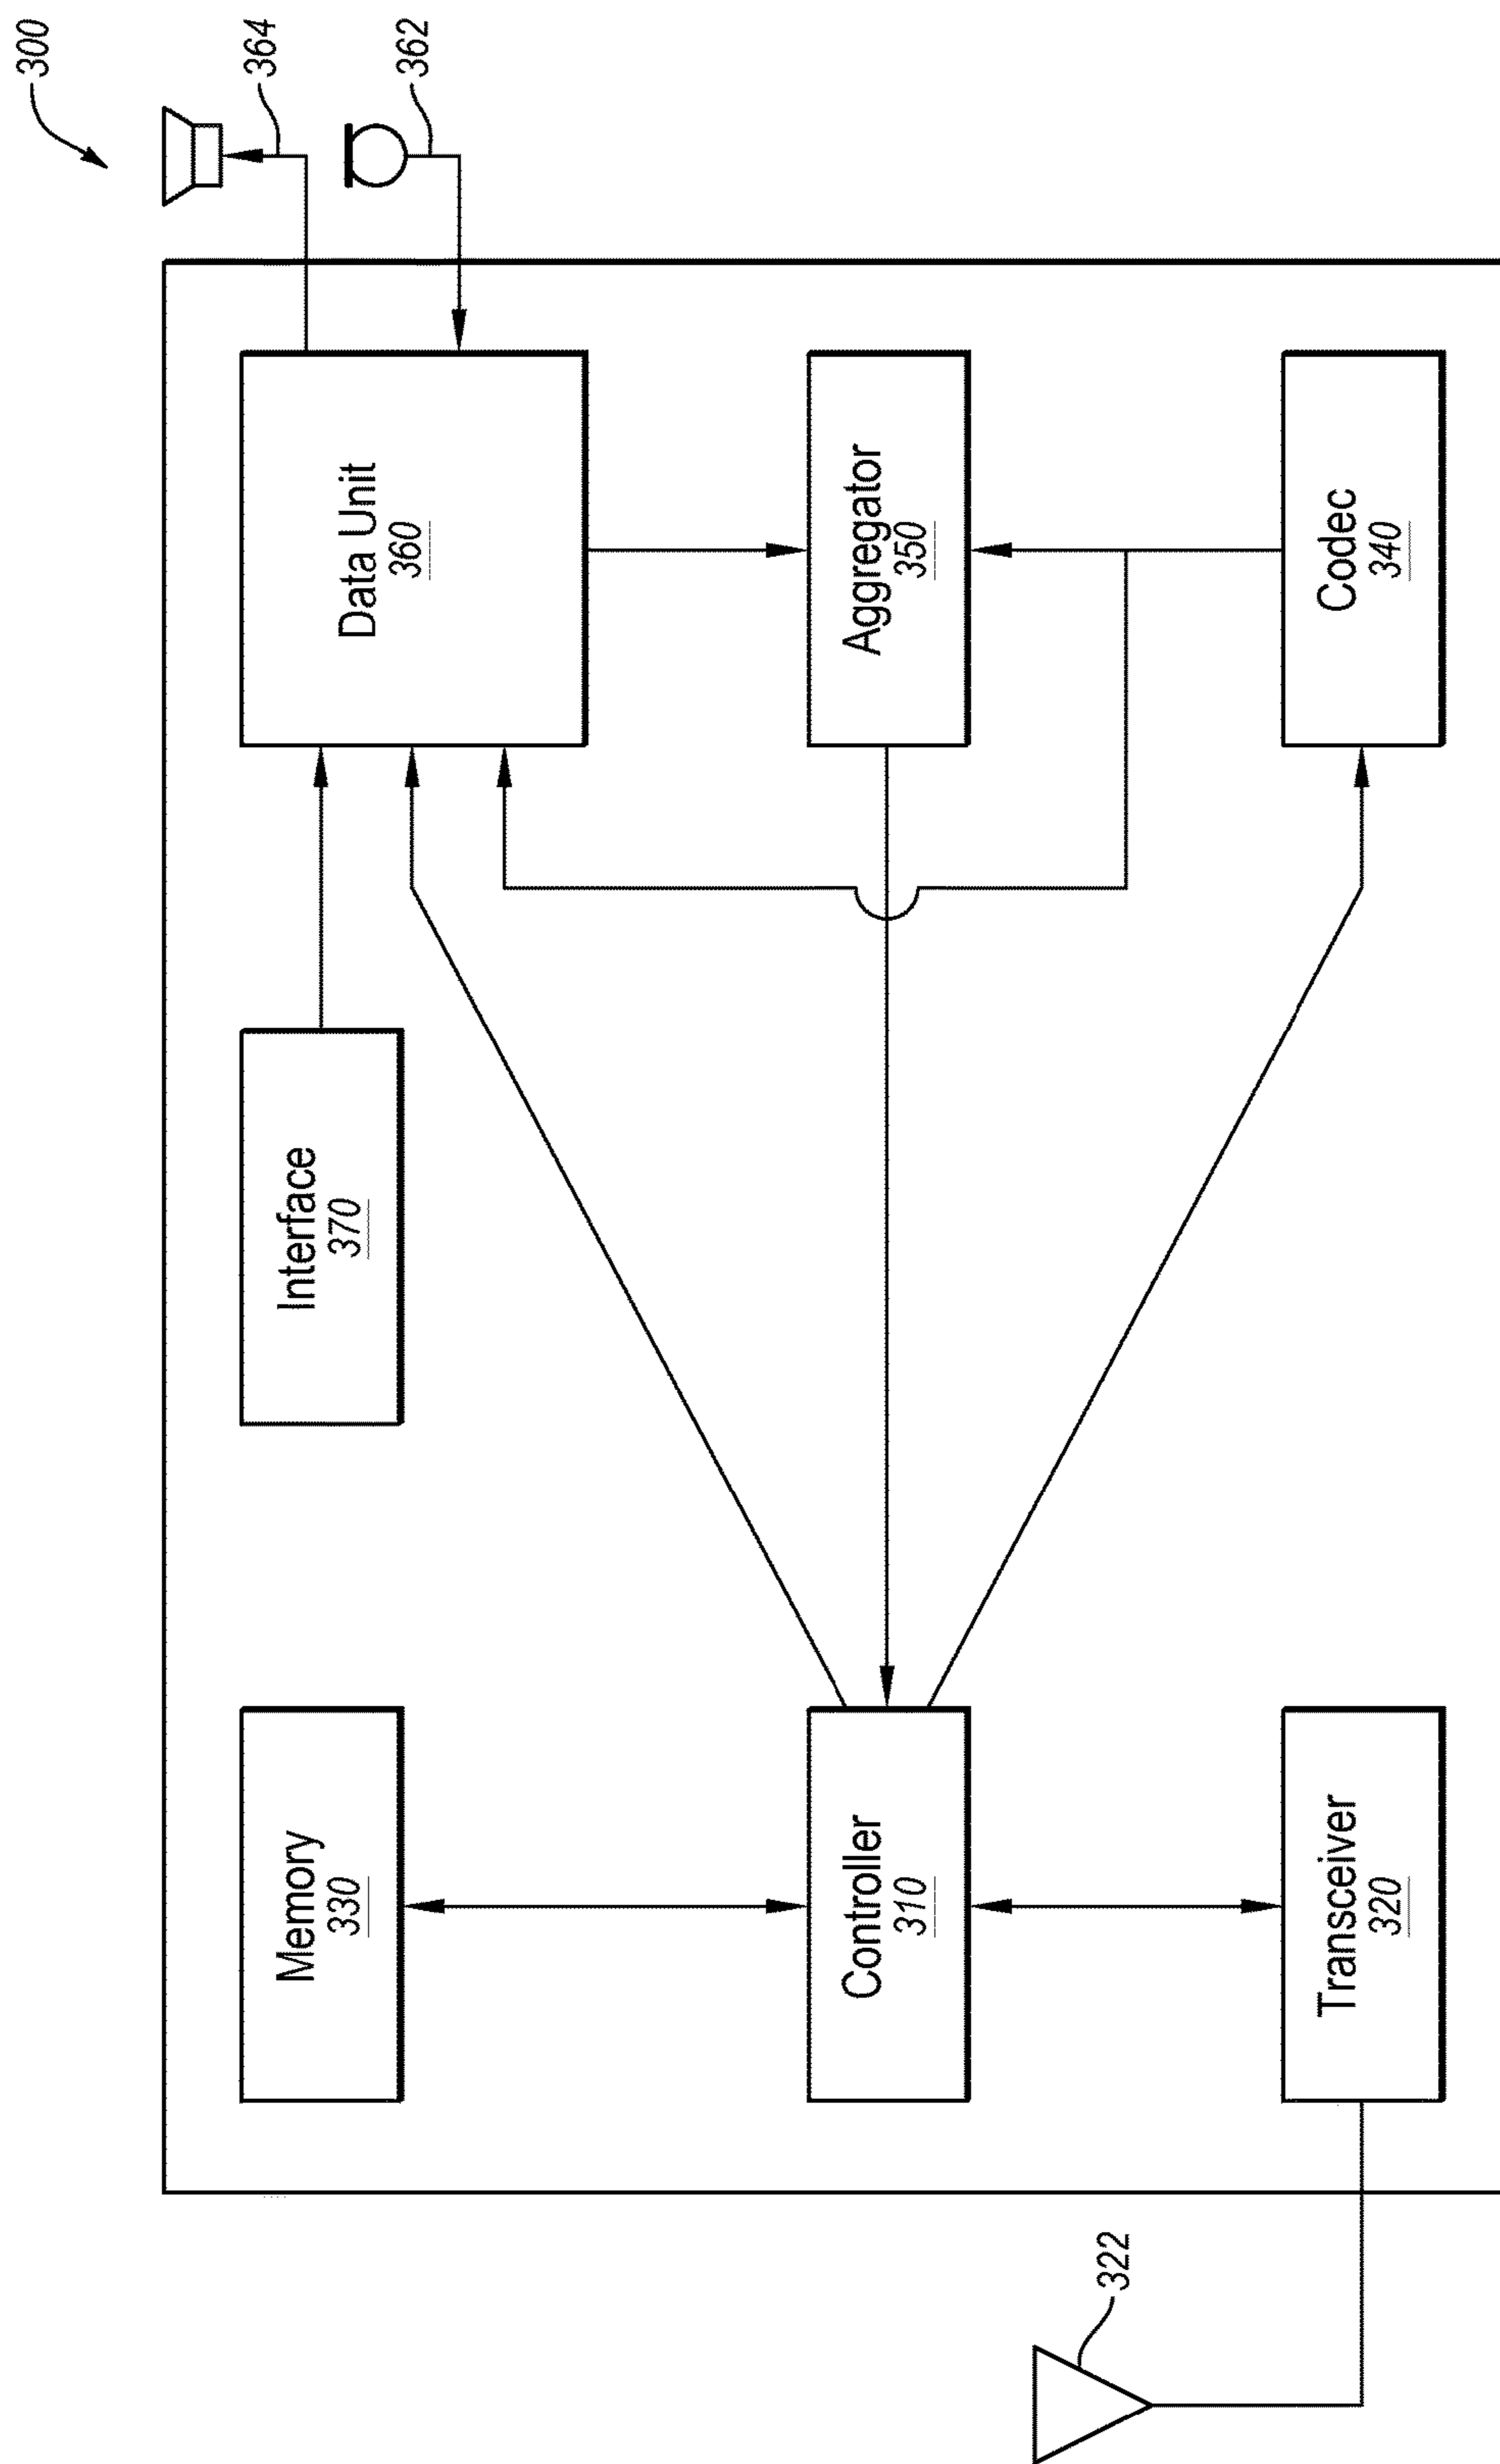 300
364
362
Memory
330
Interface
370
Data Unit
360
Controller
310
Aggregator
350
322
Transceiver
320
Codec
340